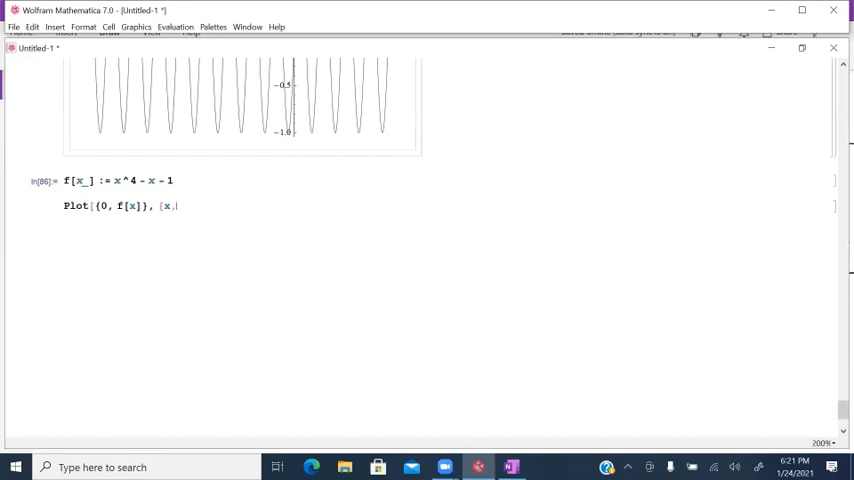 Wolfram Mathematica 7.0 - [Untitled-1 *]
File Edit Insert Format Cell Graphics Evaluation Palettes Window Help
Untitled-1 *
-0.5
-1.0
In[86]:= f[x_] := x^4 - x - 1
Plot[{0, f[x]}, {x,
200%
Type here to search
6:21 PM
1/24/2021